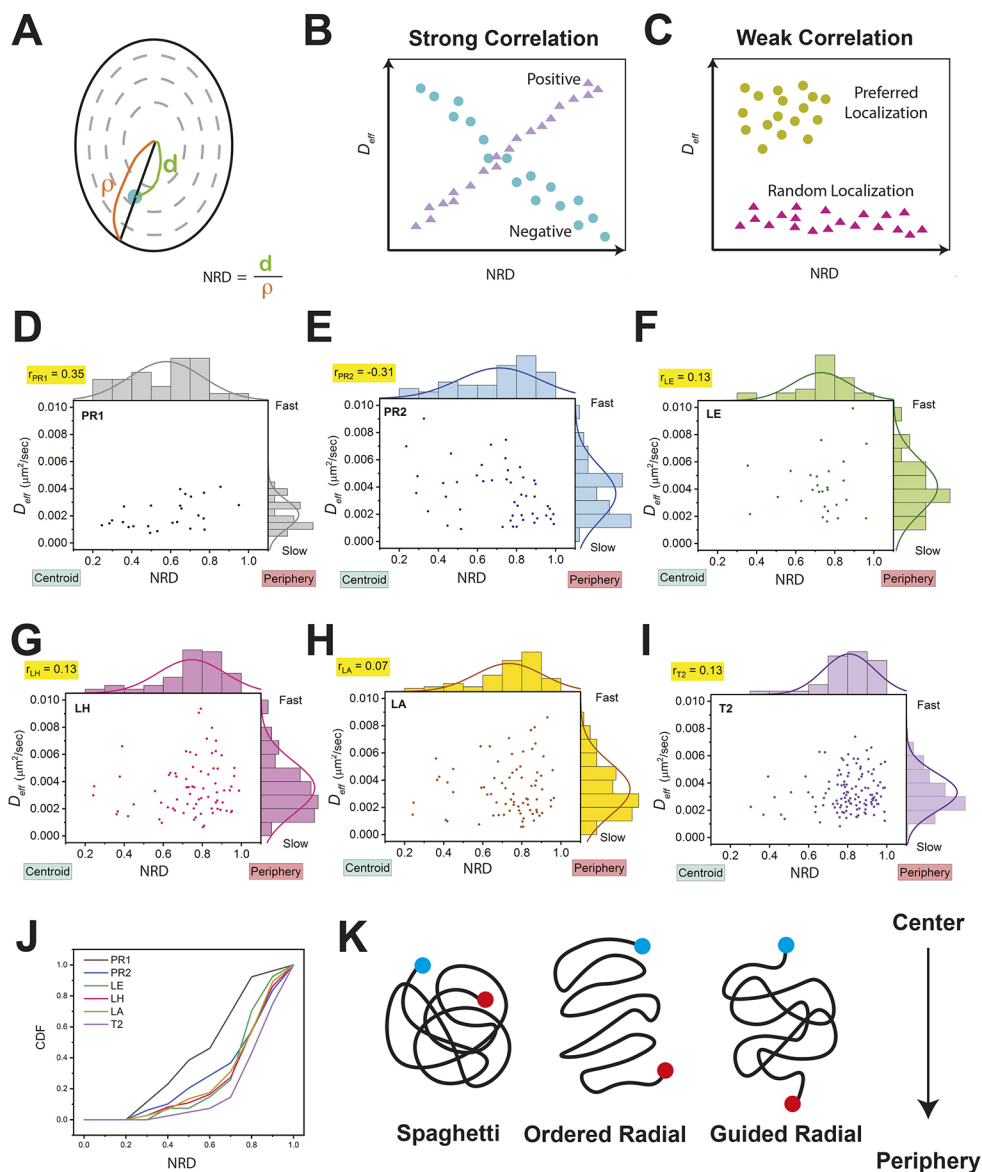 A
ρ
d
NRD = d
ρ
B
Strong Correlation
Positive
Negative
D_eff
NRD
C
Weak Correlation
Preferred
Localization
Random Localization
D_eff
NRD
D
r_PR1 = 0.35
Fast
PR1
0.010
0.008
0.006
0.004
0.002
0.000
D_eff (μm²/sec)
Slow
0.2 0.4 0.6 0.8 1.0
Centroid NRD Periphery
E
r_PR2 = -0.31
Fast
PR2
0.010
0.008
0.006
0.004
0.002
0.000
D_eff (μm²/sec)
Slow
0.2 0.4 0.6 0.8 1.0
Centroid NRD Periphery
F
r_LE = 0.13
Fast
LE
0.010
0.008
0.006
0.004
0.002
0.000
D_eff (μm²/sec)
Slow
0.2 0.4 0.6 0.8 1.0
Centroid NRD Periphery
G
r_LH = 0.13
Fast
LH
0.010
0.008
0.006
0.004
0.002
0.000
D_eff (μm²/sec)
Slow
0.2 0.4 0.6 0.8 1.0
Centroid NRD Periphery
H
r_LA = 0.07
Fast
LA
0.010
0.008
0.006
0.004
0.002
0.000
D_eff (μm²/sec)
Slow
0.2 0.4 0.6 0.8 1.0
Centroid NRD Periphery
I
r_T2 = 0.13
Fast
T2
0.010
0.008
0.006
0.004
0.002
0.000
D_eff (μm²/sec)
Slow
0.2 0.4 0.6 0.8 1.0
Centroid NRD Periphery
J
PR1
PR2
LE
LH
LA
T2
1.0
0.8
0.6
0.4
0.2
0.0
CDF
0.0 0.2 0.4 0.6 0.8 1.0
NRD
K
Spaghetti
Ordered Radial
Guided Radial
Center
Periphery